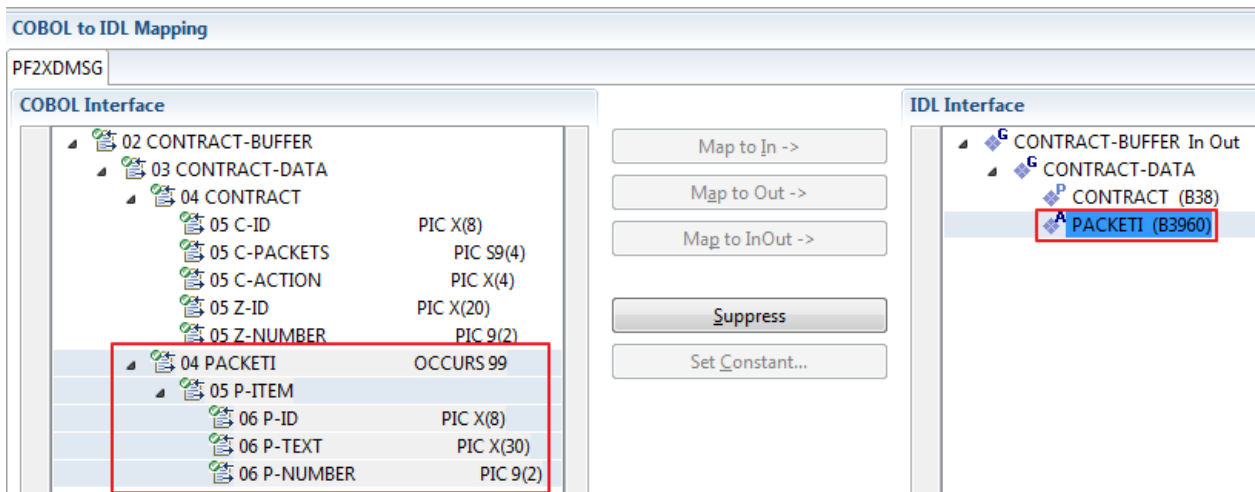 COBOL to IDL Mapping
PF2XDMSG
COBOL Interface
02 CONTRACT-BUFFER
03 CONTRACT-DATA
04 CONTRACT
05 C-ID PIC X(8)
05 C-PACKETS PIC S9(4)
05 C-ACTION PIC X(4)
05 Z-ID PIC X(20)
05 Z-NUMBER PIC 9(2)
04 PACKETI OCCURS 99
05 P-ITEM
06 P-ID PIC X(8)
06 P-TEXT PIC X(30)
06 P-NUMBER PIC 9(2)
Map to In ->
Map to Out ->
Map to InOut ->
Suppress
Set Constant...
IDL Interface
G CONTRACT-BUFFER In Out
G CONTRACT-DATA
P CONTRACT (B38)
A PACKETI (B3960)